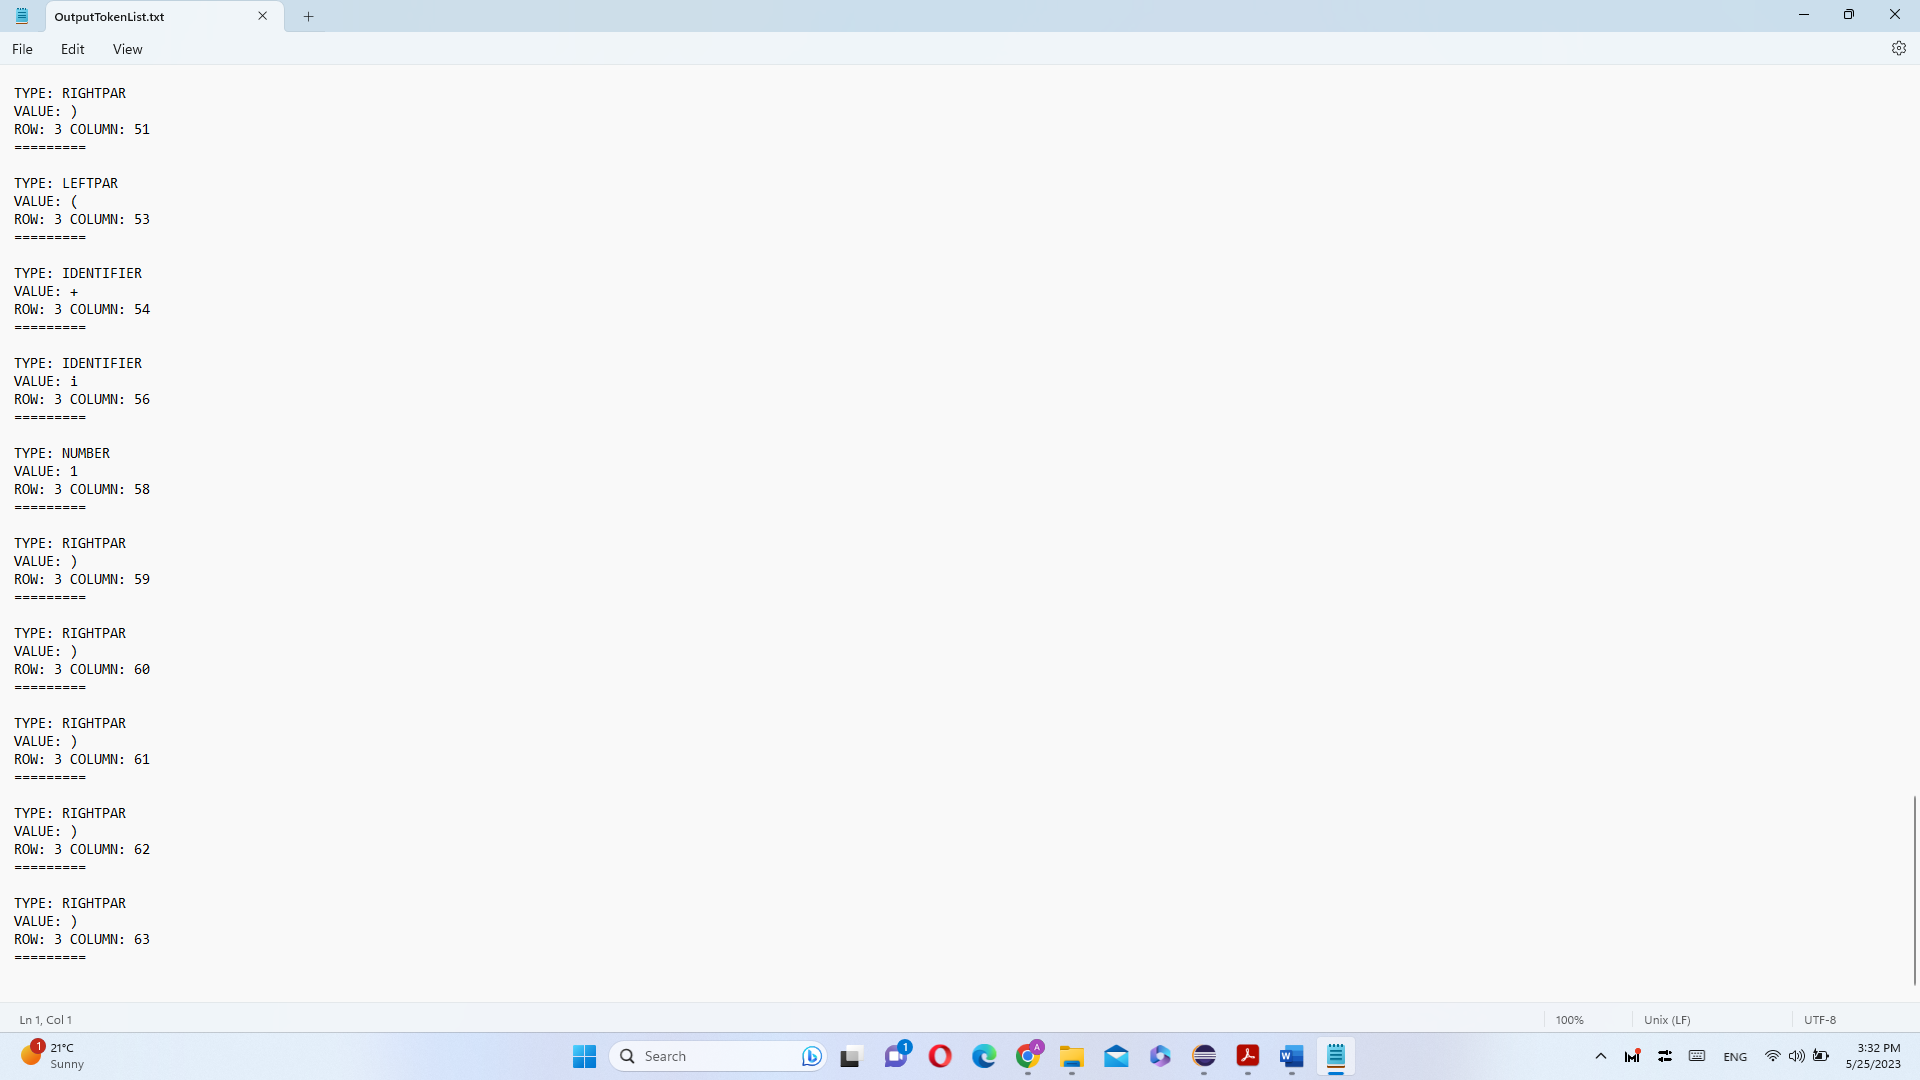 OutputTokenList.txt
File Edit View
TYPE: RIGHTPAR
VALUE: )
ROW: 3 COLUMN: 51
=========
TYPE: LEFTPAR
VALUE: (
ROW: 3 COLUMN: 53
=========
TYPE: IDENTIFIER
VALUE: +
ROW: 3 COLUMN: 54
=========
TYPE: IDENTIFIER
VALUE: i
ROW: 3 COLUMN: 56
=========
TYPE: NUMBER
VALUE: 1
ROW: 3 COLUMN: 58
=========
TYPE: RIGHTPAR
VALUE: )
ROW: 3 COLUMN: 59
=========
TYPE: RIGHTPAR
VALUE: )
ROW: 3 COLUMN: 60
=========
TYPE: RIGHTPAR
VALUE: )
ROW: 3 COLUMN: 61
=========
TYPE: RIGHTPAR
VALUE: )
ROW: 3 COLUMN: 62
=========
TYPE: RIGHTPAR
VALUE: )
ROW: 3 COLUMN: 63
=========
Ln 1, Col 1 100% Unix (LF) UTF-8
1 21°C
Sunny
Search 1 A W
ENG
3:32 PM
5/25/2023